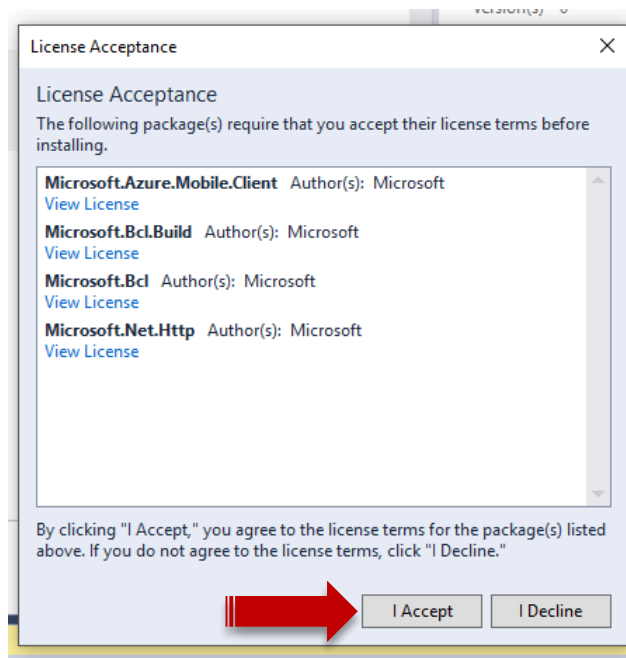 License Acceptance
License Acceptance
The following package(s) require that you accept their license terms before
installing.
Microsoft.Azure.Mobile.Client Author(s): Microsoft
View License
Microsoft.Bcl.Build Author(s): Microsoft
View License
Microsoft.Bcl Author(s): Microsoft
View License
Microsoft.Net.Http Author(s): Microsoft
View License
By clicking "I Accept," you agree to the license terms for the package(s) listed
above. If you do not agree to the license terms, click "I Decline."
I Accept I Decline